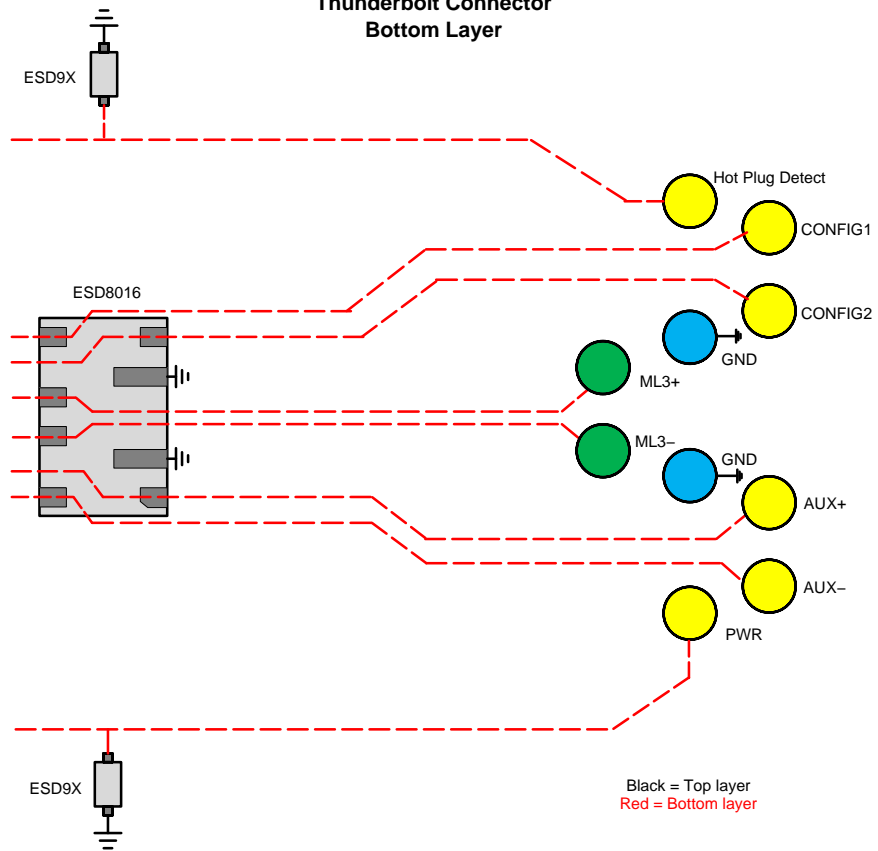 Thunderbolt Connector
Bottom Layer
ESD9X
Hot Plug Detect
CONFIG1
ESD8016
CONFIG2
GND
ML3+
ML3−
GND
AUX+
AUX−
PWR
ESD9X
Black = Top layer
Red = Bottom layer